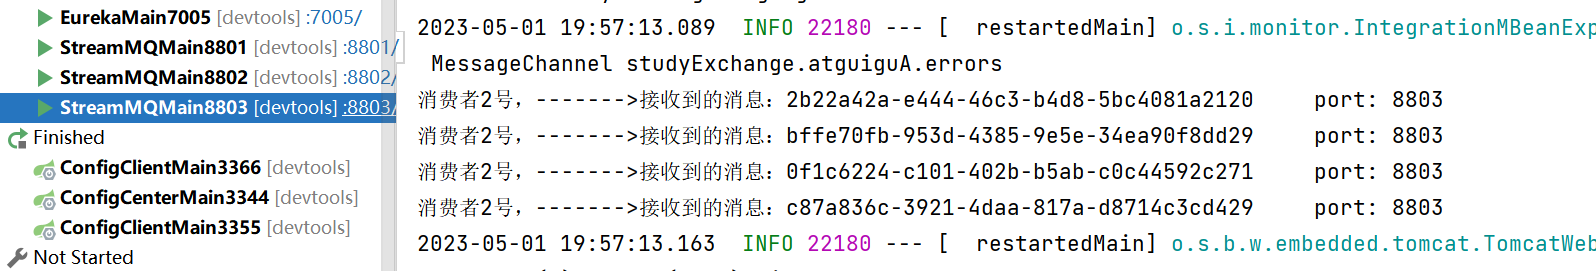 EurekaMain7005 [devtools] :7005/
StreamMQMain8801 [devtools] :8801/
StreamMQMain8802 [devtools] :8802/
StreamMQMain8803 [devtools] :8803/
Finished
ConfigClientMain3366 [devtools]
ConfigCenterMain3344 [devtools]
ConfigClientMain3355 [devtools]
Not Started
2023-05-01 19:57:13.089  INFO 22180 --- [  restartedMain] o.s.i.monitor.IntegrationMBeanExp
MessageChannel studyExchange.atguiguA.errors
消费者2号，------->接收到的消息：2b22a42a-e444-46c3-b4d8-5bc4081a2120     port: 8803
消费者2号，------->接收到的消息：bffe70fb-953d-4385-9e5e-34ea90f8dd29     port: 8803
消费者2号，------->接收到的消息：0f1c6224-c101-402b-b5ab-c0c44592c271     port: 8803
消费者2号，------->接收到的消息：c87a836c-3921-4daa-817a-d8714c3cd429     port: 8803
2023-05-01 19:57:13.163  INFO 22180 --- [  restartedMain] o.s.b.w.embedded.tomcat.TomcatWeb